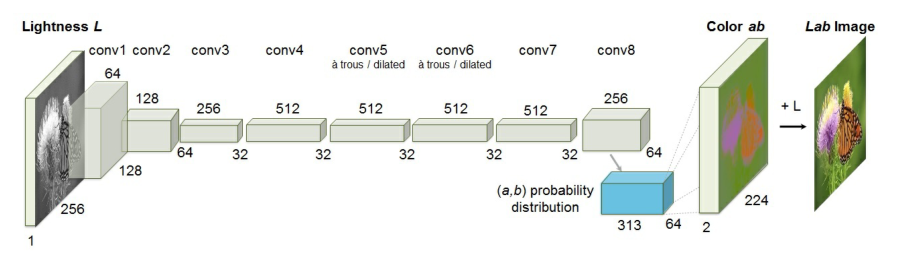 Lightness L
Color ab
Lab Image
conv1 conv2 conv3 conv4 conv5 conv6 conv7 conv8
à trous / dilated à trous / dilated
64
128
256
512
512
512
512
256
+ L
64
32
32
32
32
32
64
128
256
(a,b) probability
distribution
224
313
64
2
1